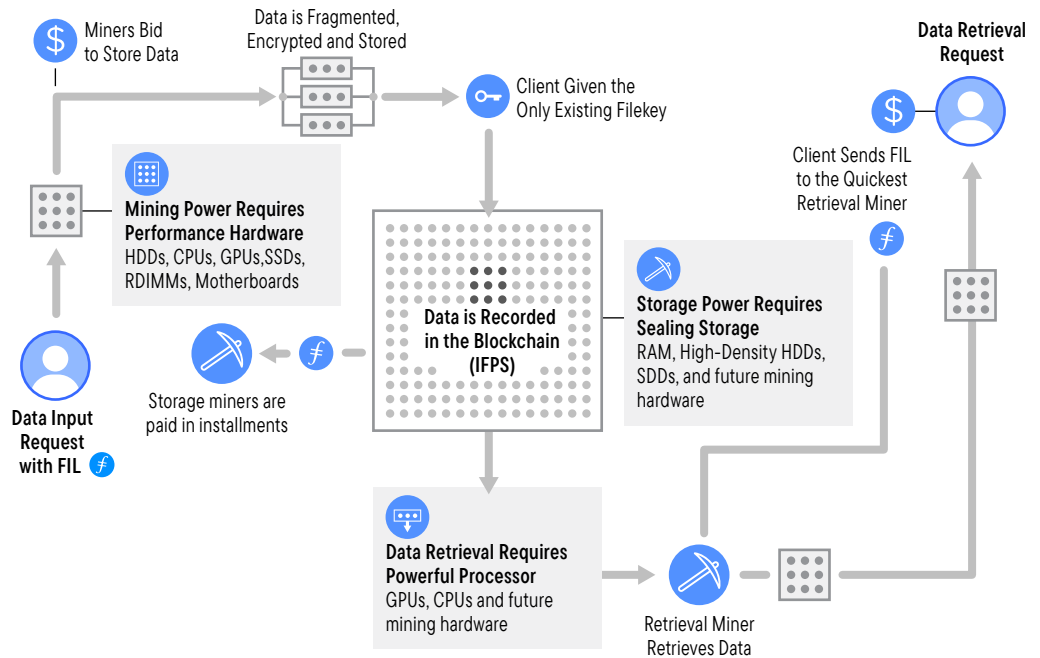 Miners Bid
to Store Data
Data is Fragmented,
Encrypted and Stored
Client Given the
Only Existing Filekey
Data Retrieval
Request
Client Sends FIL
to the Quickest
Retrieval Miner
Mining Power Requires
Performance Hardware
HDDs, CPUs, GPUs,SSDs,
RDIMMs, Motherboards
Data Input
Request
with FIL
Storage miners are
paid in installments
Data is Recorded
in the Blockchain
(IFPS)
Storage Power Requires
Sealing Storage
RAM, High-Density HDDs,
SDDs, and future mining
hardware
Data Retrieval Requires
Powerful Processor
GPUs, CPUs and future
mining hardware
Retrieval Miner
Retrieves Data